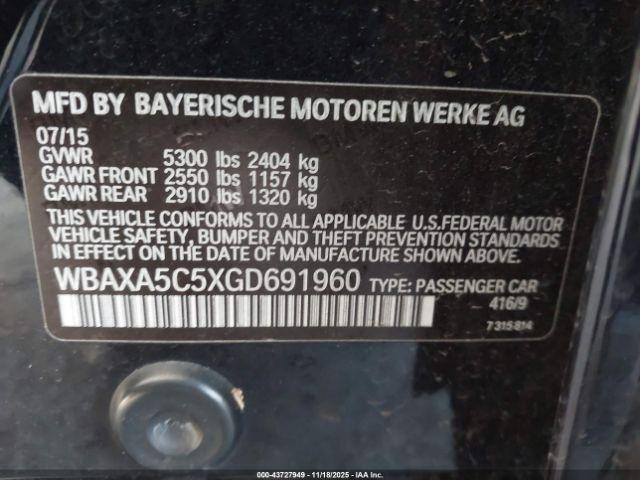 MFD BY BAYERISCHE MOTOREN WERKE AG
07/15
GVWR 5300 lbs 2404 kg
GAWR FRONT 2550 lbs 1157 kg
GAWR REAR 2910 lbs 1320 kg
THIS VEHICLE CONFORMS TO ALL APPLICABLE U.S.FEDERAL MOTOR
VEHICLE SAFETY, BUMPER AND THEFT PREVENTION STANDARDS
IN EFFECT ON THE DATE OF MANUFACTURE SHOWN ABOVE.
WBAXA5C5XGD691960 TYPE: PASSENGER CAR
416/9
7 315 814
000-43727949 - 11/18/2025 - IAA Inc.